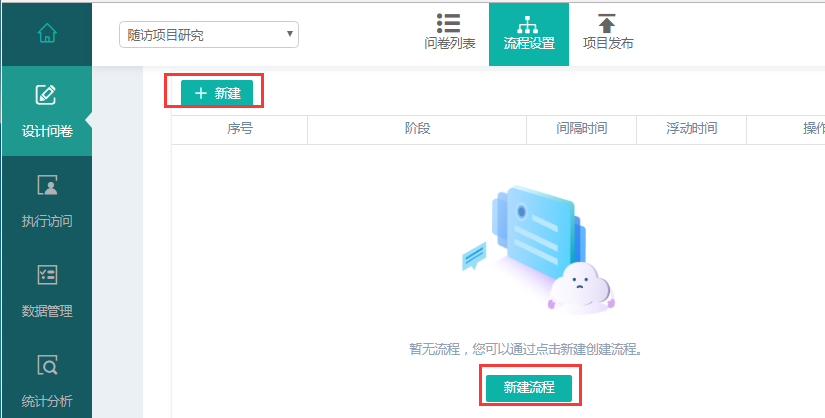 随访项目研究
问卷列表
流程设置
项目发布
设计问卷
执行访问
数据管理
统计分析
新建
序号 阶段 间隔时间 浮动时间 操作
暂无流程，您可以通过点击新建创建流程。
新建流程